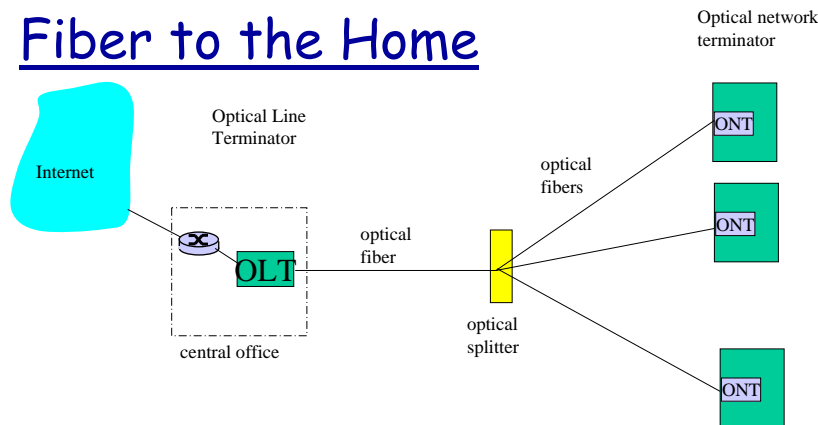 Fiber to the Home
Optical network
terminator
Optical Line
Terminator
Internet
OLT
central office
optical
fiber
optical
splitter
optical
fibers
ONT
ONT
ONT